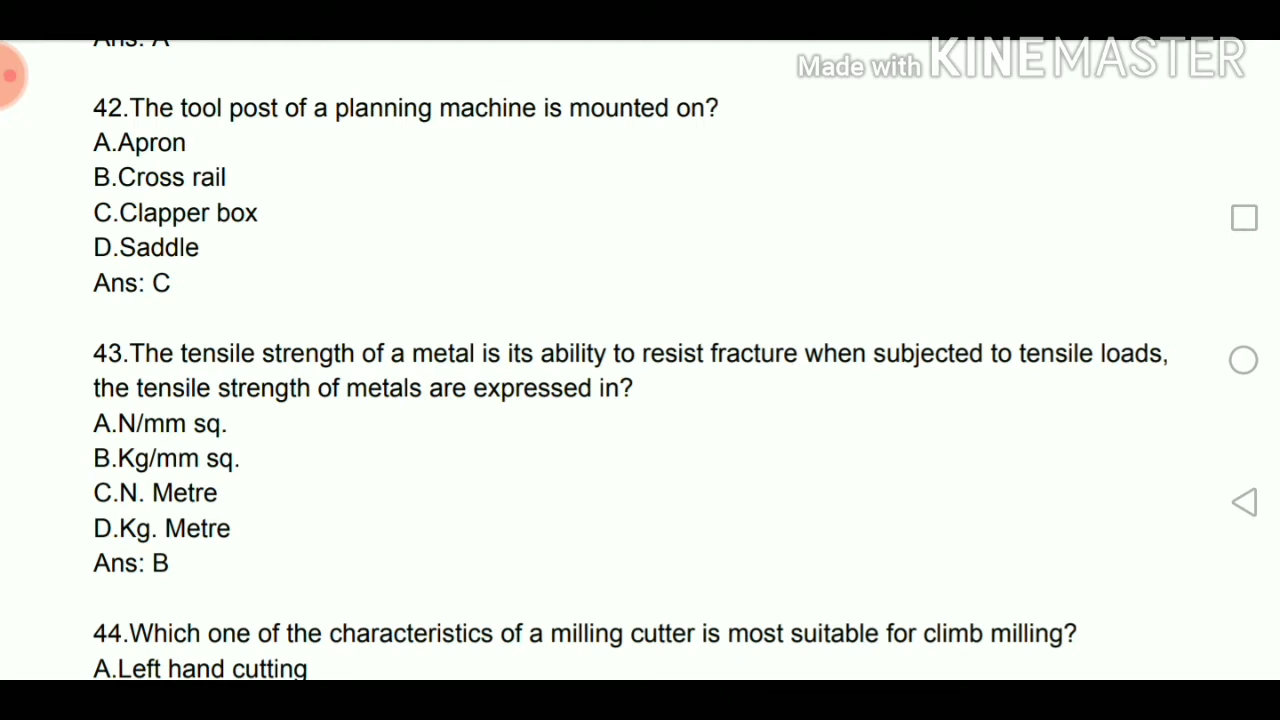 Ans: A
Made with KINEMASTER
42.The tool post of a planning machine is mounted on?
A.Apron
B.Cross rail
C.Clapper box
D.Saddle
Ans: C
43.The tensile strength of a metal is its ability to resist fracture when subjected to tensile loads,
the tensile strength of metals are expressed in?
A.N/mm sq.
B.Kg/mm sq.
C.N. Metre
D.Kg. Metre
Ans: B
44.Which one of the characteristics of a milling cutter is most suitable for climb milling?
A.Left hand cutting